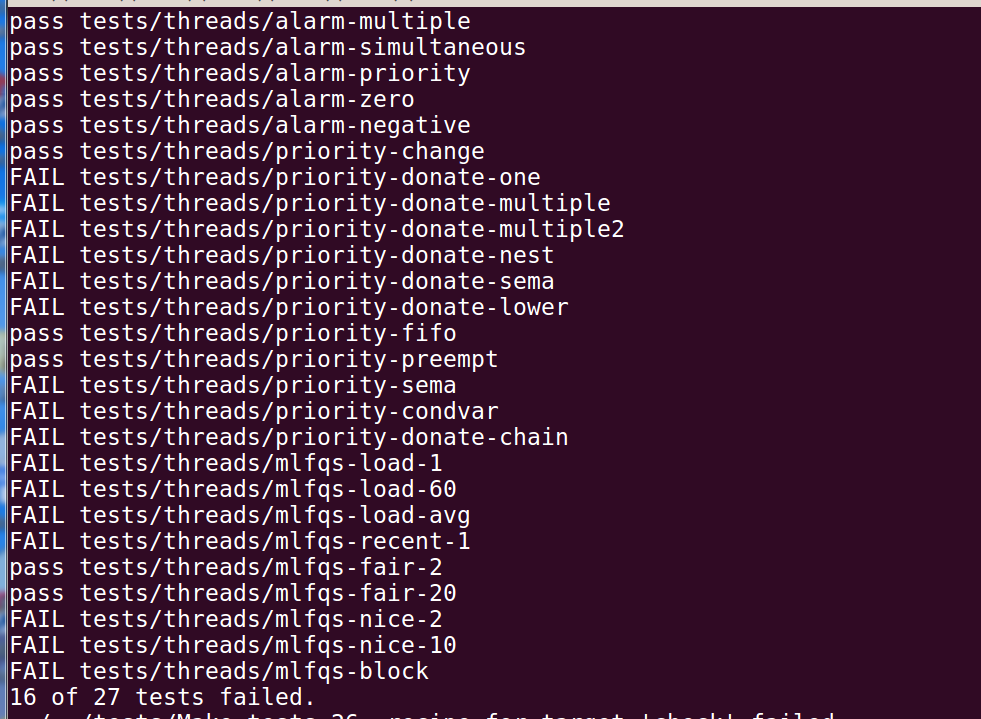 pass tests/threads/alarm-multiple
pass tests/threads/alarm-simultaneous
pass tests/threads/alarm-priority
pass tests/threads/alarm-zero
pass tests/threads/alarm-negative
pass tests/threads/priority-change
FAIL tests/threads/priority-donate-one
FAIL tests/threads/priority-donate-multiple
FAIL tests/threads/priority-donate-multiple2
FAIL tests/threads/priority-donate-nest
FAIL tests/threads/priority-donate-sema
FAIL tests/threads/priority-donate-lower
pass tests/threads/priority-fifo
pass tests/threads/priority-preempt
FAIL tests/threads/priority-sema
FAIL tests/threads/priority-condvar
FAIL tests/threads/priority-donate-chain
FAIL tests/threads/mlfqs-load-1
FAIL tests/threads/mlfqs-load-60
FAIL tests/threads/mlfqs-load-avg
FAIL tests/threads/mlfqs-recent-1
pass tests/threads/mlfqs-fair-2
pass tests/threads/mlfqs-fair-20
FAIL tests/threads/mlfqs-nice-2
FAIL tests/threads/mlfqs-nice-10
FAIL tests/threads/mlfqs-block
16 of 27 tests failed.
recipe for target 'check' failed